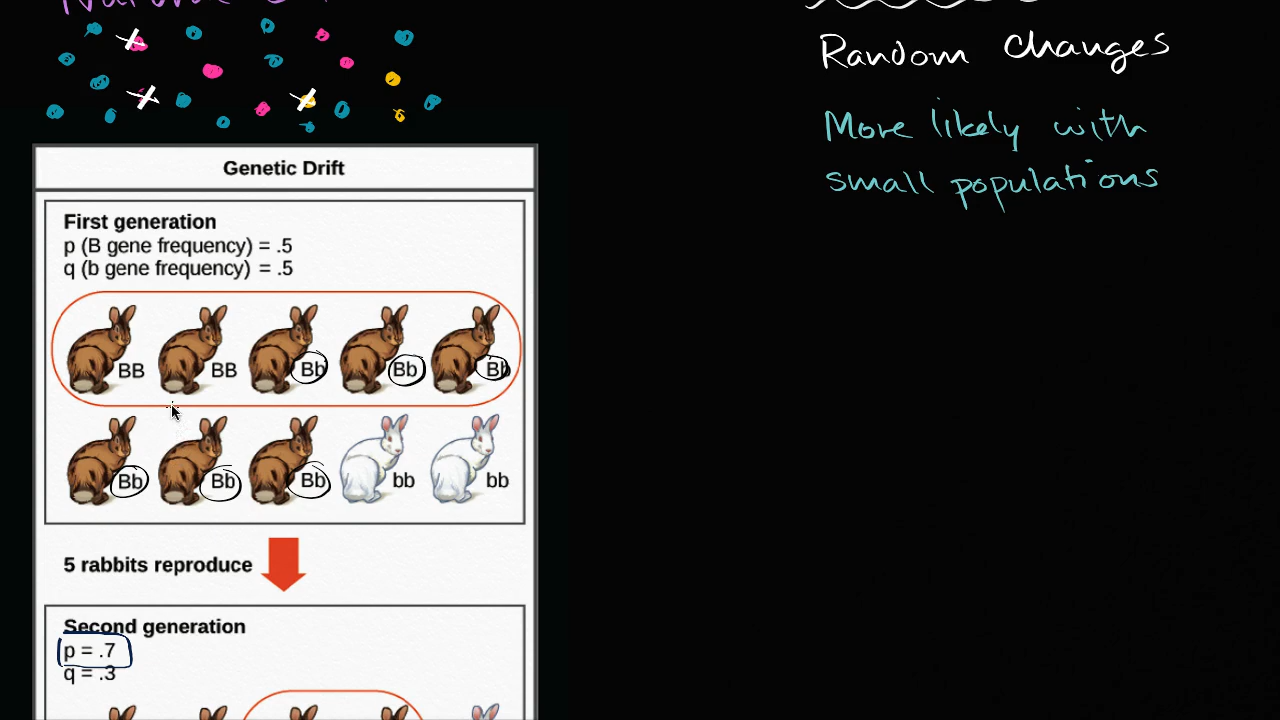 Random changes
More likely with
small populations
Genetic Drift
First generation
p (B gene frequency) = .5
q (b gene frequency) = .5
BB BB Bb Bb Bb
Bb Bb Bb bb bb
5 rabbits reproduce
Second generation
p = .7
q = .3